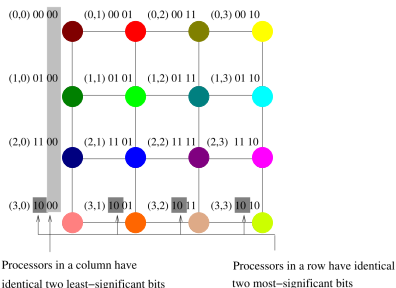 (0,0) 00 00 (0,1) 00 01 (0,2) 00 11 (0,3) 00 10
(1,0) 01 00 (1,1) 01 01 (1,2) 01 11 (1,3) 01 10
(2,0) 11 00 (2,1) 11 01 (2,2) 11 11 (2,3) 11 10
(3,0) 10 00 (3,1) 10 01 (3,2) 10 11 (3,3) 10 10
Processors in a column have
identical two least−significant bits
Processors in a row have identical
two most−significant bits